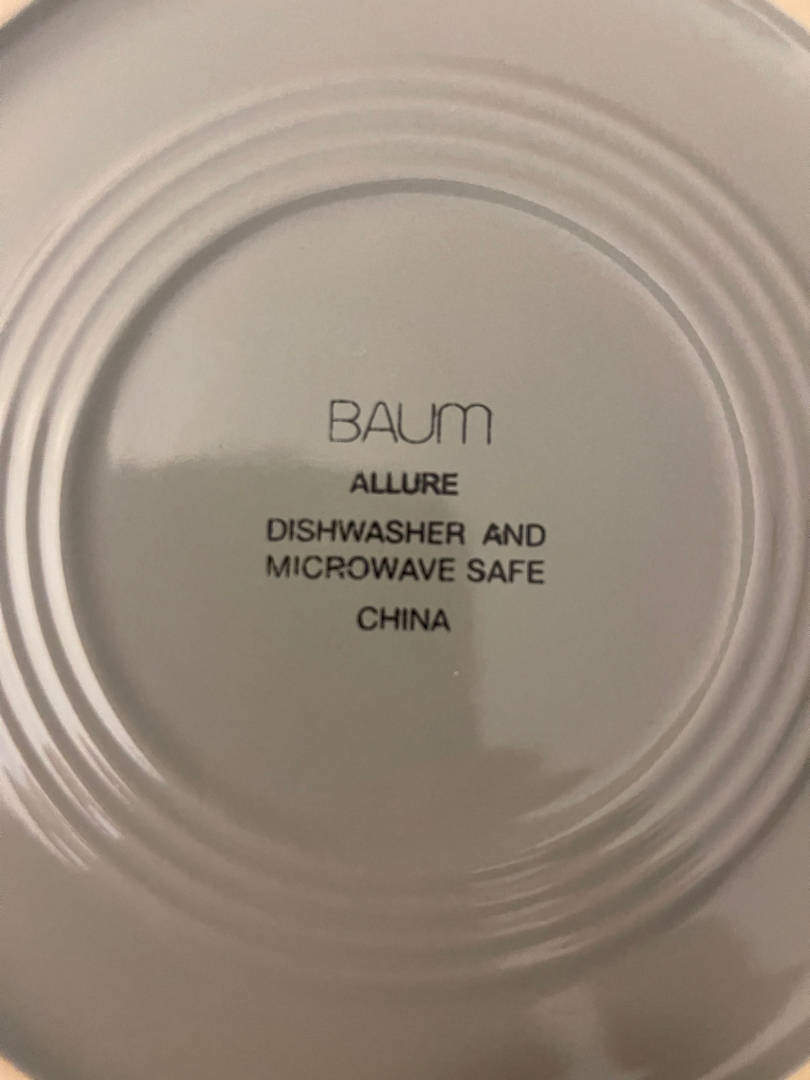 BAUM
ALLURE
DISHWASHER AND
MICROWAVE SAFE
CHINA